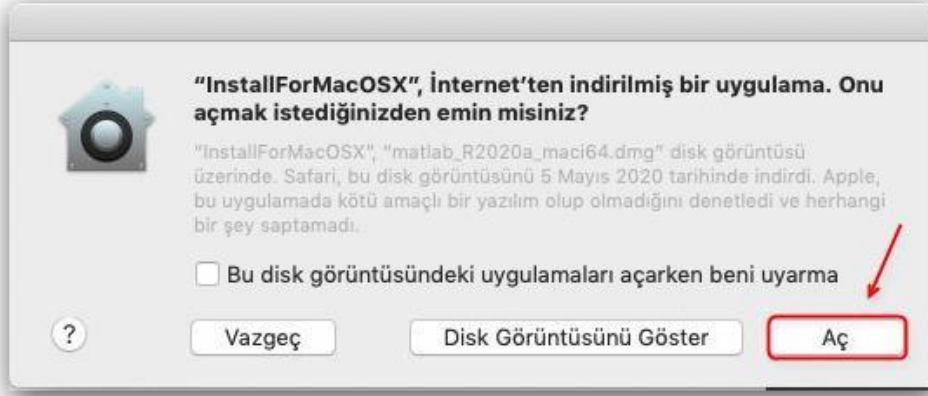 “InstallForMacOSX”, İnternet’ten indirilmiş bir uygulama. Onu
açmak istediğinizden emin misiniz?
“InstallForMacOSX”, “matlab_R2020a_maci64.dmg” disk görüntüsü
üzerinde. Safari, bu disk görüntüsünü 5 Mayıs 2020 tarihinde indirdi. Apple,
bu uygulamada kötü amaçlı bir yazılım olup olmadığını denetledi ve herhangi
bir şey saptamadı.
Bu disk görüntüsündeki uygulamaları açarken beni uyarma
? Vazgeç Disk Görüntüsünü Göster Aç